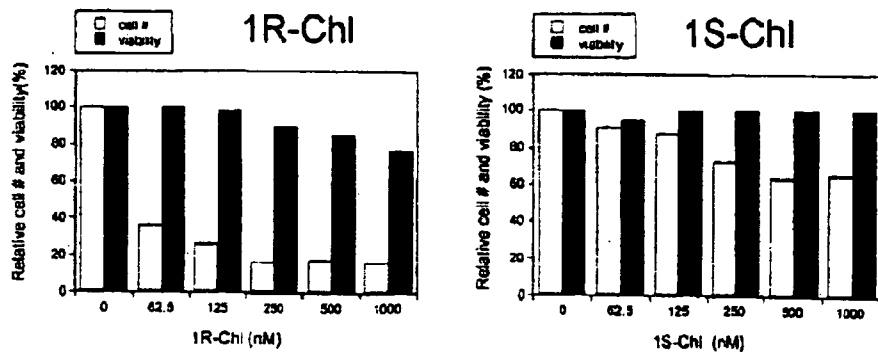 cell #
viability
1R-Chl
Relative cell # and viability(%)
120
100
80
60
40
20
0
0 62.5 125 250 500 1000
1R-Chl (nM)
cell #
viability
1S-Chl
Relative cell # and viability (%)
120
100
80
60
40
20
0
0 62.5 125 250 500 1000
1S-Chl (nM)